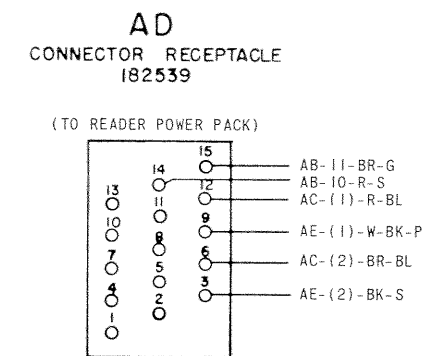 AD
CONNECTOR RECEPTACLE
182539
(TO READER POWER PACK)
15
AB-11-BR-G
14
AB-10-R-S
13
12
AC-(1)-R-BL
11
10
9
AE-(1)-W-BK-P
8
7
6
AC-(2)-BR-BL
5
4
3
AE-(2)-BK-S
2
1